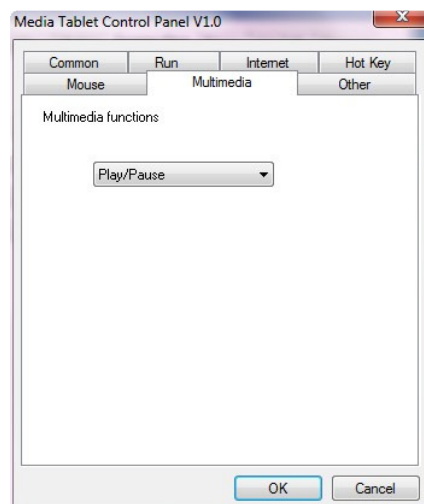 Media Tablet Control Panel V1.0
Common Run Internet Hot Key
Mouse Multimedia Other
Multimedia functions
Play/Pause
OK Cancel